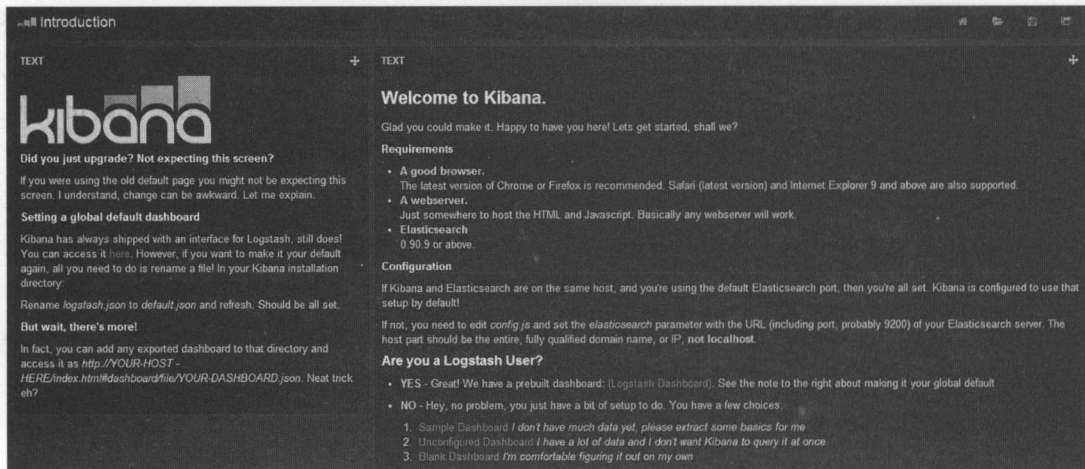 Introduction
TEXT
kibana
Did you just upgrade? Not expecting this screen?
If you were using the old default page you might not be expecting this
screen. I understand, change can be awkward. Let me explain.
Setting a global default dashboard
Kibana has always shipped with an interface for Logstash, still does!
You can access it here. However, if you want to make it your default
again, all you need to do is rename a file! In your Kibana installation
directory:
Rename logstash.json to default.json and refresh. Should be all set.
But wait, there's more!
In fact, you can add any exported dashboard to that directory and
access it as http://YOUR-HOST -
HERE/index.html#dashboard/file/YOUR-DASHBOARD.json. Neat trick
eh?
TEXT
Welcome to Kibana.
Glad you could make it. Happy to have you here! Lets get started, shall we?
Requirements
• A good browser.
The latest version of Chrome or Firefox is recommended. Safari (latest version) and Internet Explorer 9 and above are also supported.
• A webserver.
Just somewhere to host the HTML and Javascript. Basically any webserver will work.
• Elasticsearch
0.90.9 or above.
Configuration
If Kibana and Elasticsearch are on the same host, and you're using the default Elasticsearch port, then you're all set. Kibana is configured to use that
setup by default!
If not, you need to edit config.js and set the elasticsearch parameter with the URL (including port, probably 9200) of your Elasticsearch server. The
host part should be the entire, fully qualified domain name, or IP, not localhost.
Are you a Logstash User?
• YES - Great! We have a prebuilt dashboard: (Logstash Dashboard). See the note to the right about making it your global default
• NO - Hey, no problem, you just have a bit of setup to do. You have a few choices:
1. Sample Dashboard I don't have much data yet, please extract some basics for me
2. Unconfigured Dashboard I have a lot of data and I don't want Kibana to query it at once
3. Blank Dashboard I'm comfortable figuring it out on my own